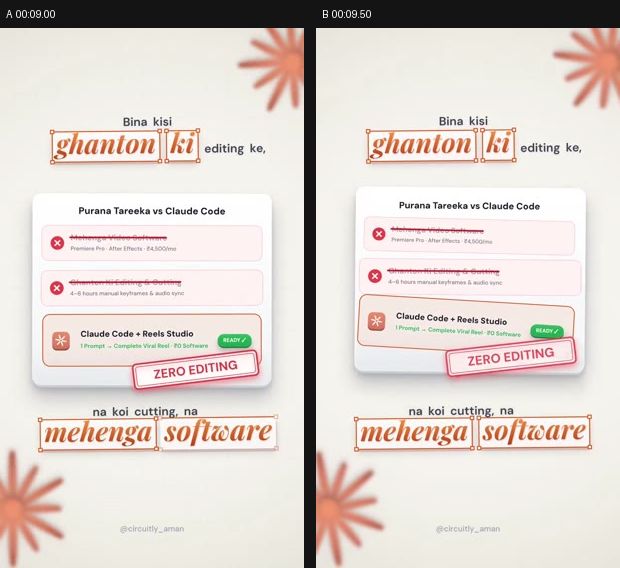 A 00:09.00
Bina kisi
ghanton ki editing ke,
Purana Tareeka vs Claude Code
Mehenga Video Software
Premiere Pro · After Effects · ₹4,500/mo
Ghanton Ki Editing & Cutting
4–6 hours manual keyframes & audio sync
Claude Code + Reels Studio
1 Prompt → Complete Viral Reel · ₹0 Software
READY ✓
ZERO EDITING
na koi cutting, na
mehenga software
@circuitly_aman
B 00:09.50
Bina kisi
ghanton ki editing ke,
Purana Tareeka vs Claude Code
Mehenga Video Software
Premiere Pro · After Effects · ₹4,500/mo
Ghanton Ki Editing & Cutting
4–6 hours manual keyframes & audio sync
Claude Code + Reels Studio
1 Prompt → Complete Viral Reel · ₹0 Software
READY ✓
ZERO EDITING
na koi cutting, na
mehenga software
@circuitly_aman